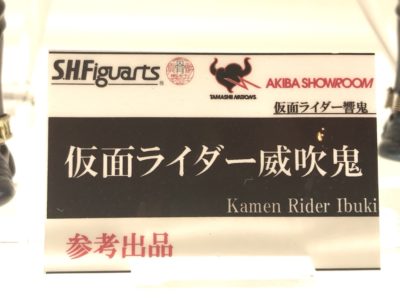 S.H.Figuarts
TAMASHII NATIONS
AKIBA SHOWROOM
仮面ライダー響鬼
仮面ライダー威吹鬼
Kamen Rider Ibuki
参考出品